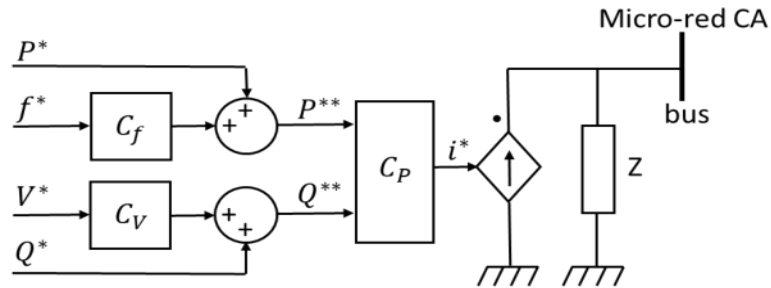 Micro-red CA
P*
+
f*
C_f
+
P**
bus
C_P
i*
Z
V*
C_V
+
Q**
+
Q*